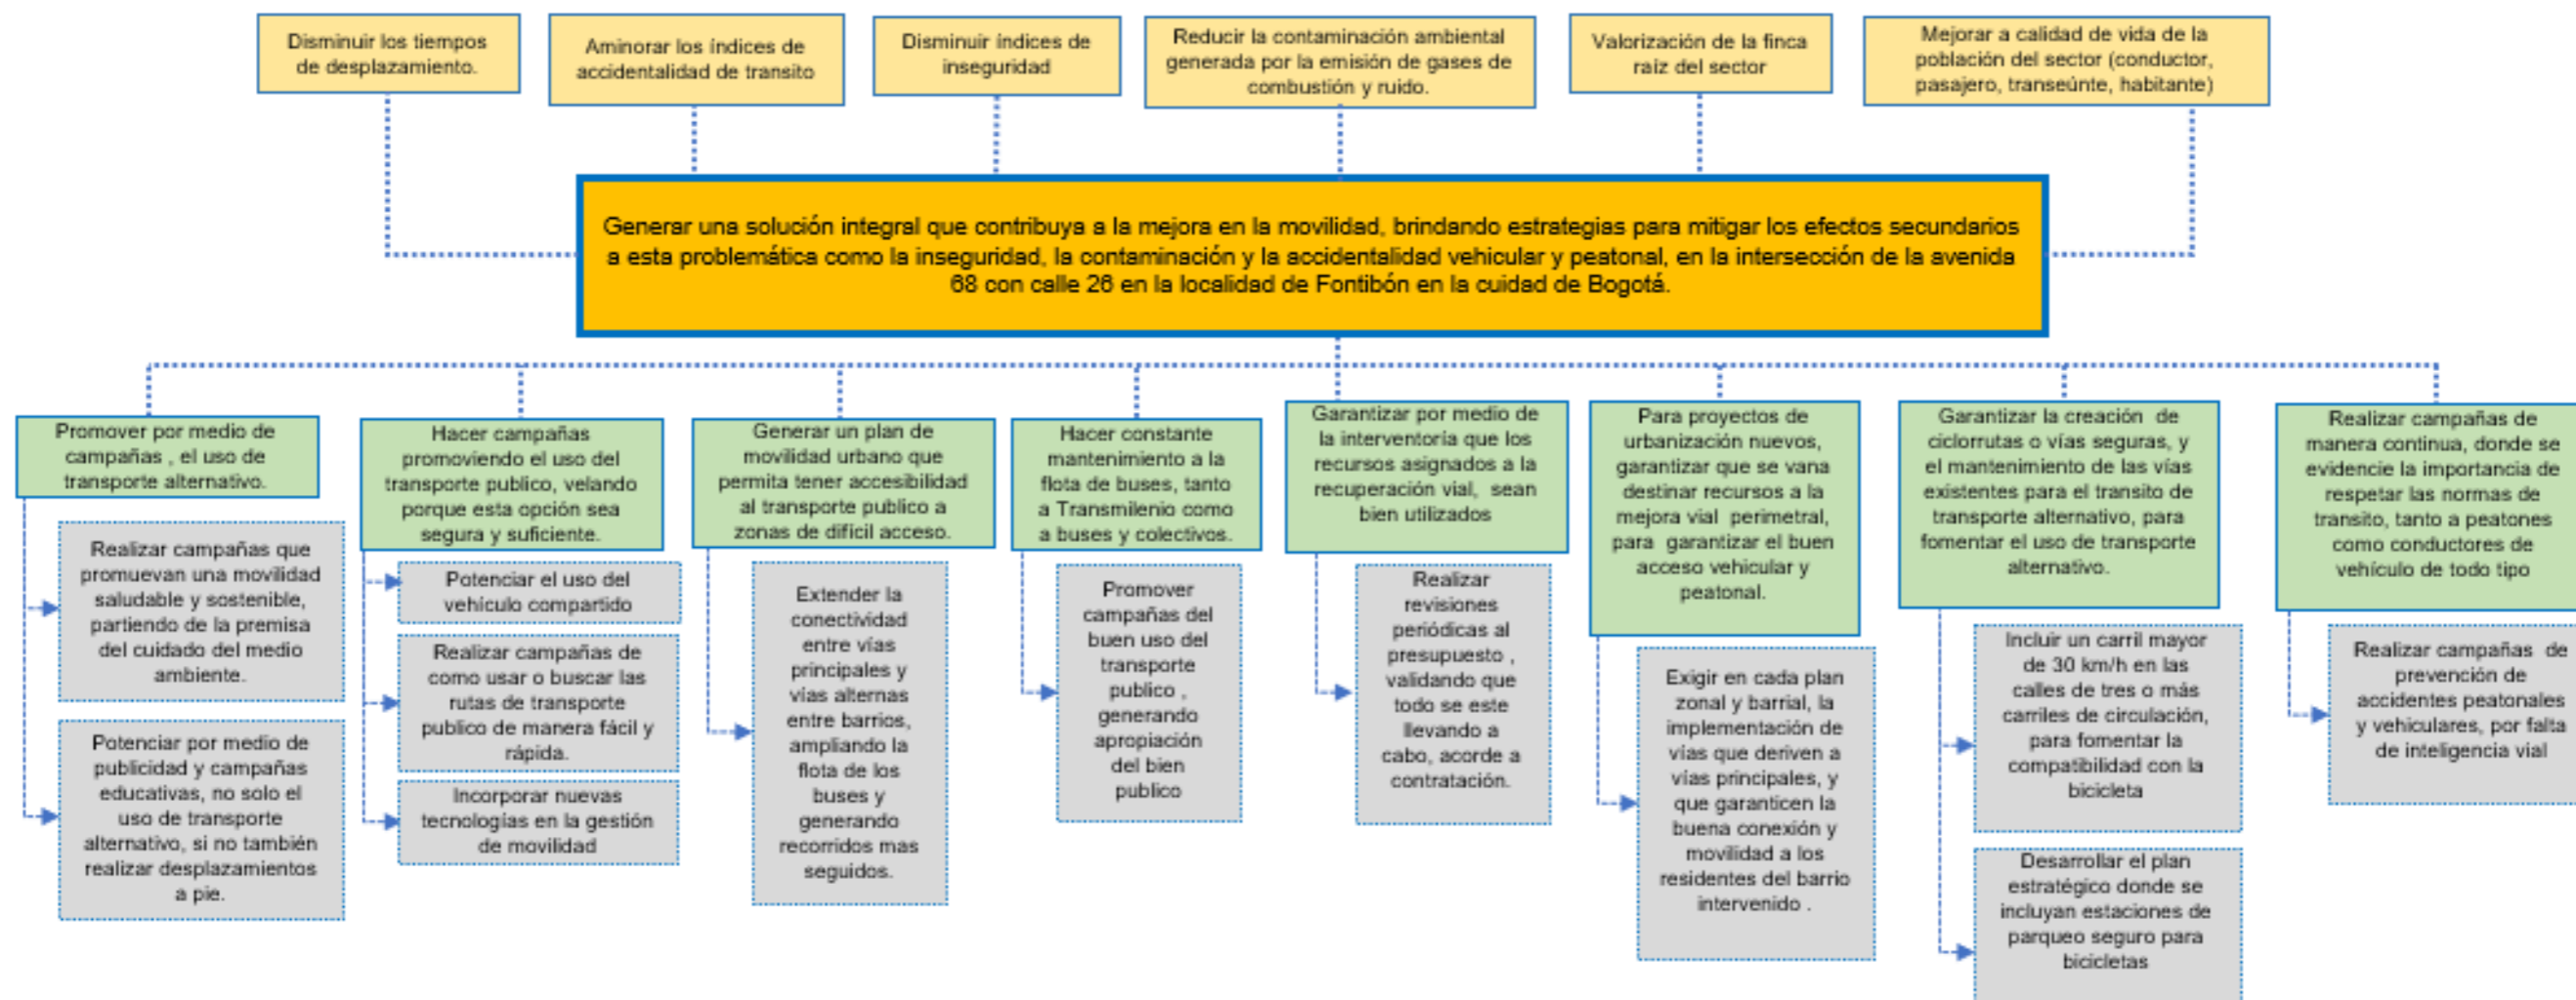 Disminuir los tiempos
de desplazamiento.
Aminorar los índices de
accidentalidad de transito
Disminuir índices de
inseguridad
Reducir la contaminación ambiental
generada por la emisión de gases de
combustión y ruido.
Valorización de la finca
raíz del sector
Mejorar a calidad de vida de la
población del sector (conductor,
pasajero, transeúnte, habitante)
Generar una solución integral que contribuya a la mejora en la movilidad, brindando estrategias para mitigar los efectos secundarios
a esta problemática como la inseguridad, la contaminación y la accidentalidad vehicular y peatonal, en la intersección de la avenida
68 con calle 26 en la localidad de Fontibón en la cuidad de Bogotá.
Promover por medio de
campañas , el uso de
transporte alternativo.
Realizar campañas que
promuevan una movilidad
saludable y sostenible,
partiendo de la premisa
del cuidado del medio
ambiente.
Potenciar por medio de
publicidad y campañas
educativas, no solo el
uso de transporte
alternativo, si no también
realizar desplazamientos
a pie.
Hacer campañas
promoviendo el uso del
transporte publico, velando
porque esta opción sea
segura y suficiente.
Potenciar el uso del
vehículo compartido
Realizar campañas de
como usar o buscar las
rutas de transporte
publico de manera fácil y
rápida.
Incorporar nuevas
tecnologías en la gestión
de movilidad
Generar un plan de
movilidad urbano que
permita tener accesibilidad
al transporte publico a
zonas de difícil acceso.
Extender la
conectividad
entre vías
principales y
vías alternas
entre barrios,
ampliando la
flota de los
buses y
generando
recorridos mas
seguidos.
Hacer constante
mantenimiento a la
flota de buses, tanto
a Transmilenio como
a buses y colectivos.
Promover
campañas del
buen uso del
transporte
publico ,
generando
apropiación
del bien
publico
Garantizar por medio de
la interventoría que los
recursos asignados a la
recuperación vial, sean
bien utilizados
Realizar
revisiones
periódicas al
presupuesto ,
validando que
todo se este
llevando a
cabo, acorde a
contratación.
Para proyectos de
urbanización nuevos,
garantizar que se vana
destinar recursos a la
mejora vial perimetral,
para garantizar el buen
acceso vehicular y
peatonal.
Exigir en cada plan
zonal y barrial, la
implementación de
vías que deriven a
vías principales, y
que garanticen la
buena conexión y
movilidad a los
residentes del barrio
intervenido .
Garantizar la creación de
ciclorrutas o vías seguras, y
el mantenimiento de las vías
existentes para el transito de
transporte alternativo, para
fomentar el uso de transporte
alternativo.
Incluir un carril mayor
de 30 km/h en las
calles de tres o más
carriles de circulación,
para fomentar la
compatibilidad con la
bicicleta
Desarrollar el plan
estratégico donde se
incluyan estaciones de
parqueo seguro para
bicicletas
Realizar campañas de
manera continua, donde se
evidencie la importancia de
respetar las normas de
transito, tanto a peatones
como conductores de
vehículo de todo tipo
Realizar campañas de
prevención de
accidentes peatonales
y vehiculares, por falta
de inteligencia vial